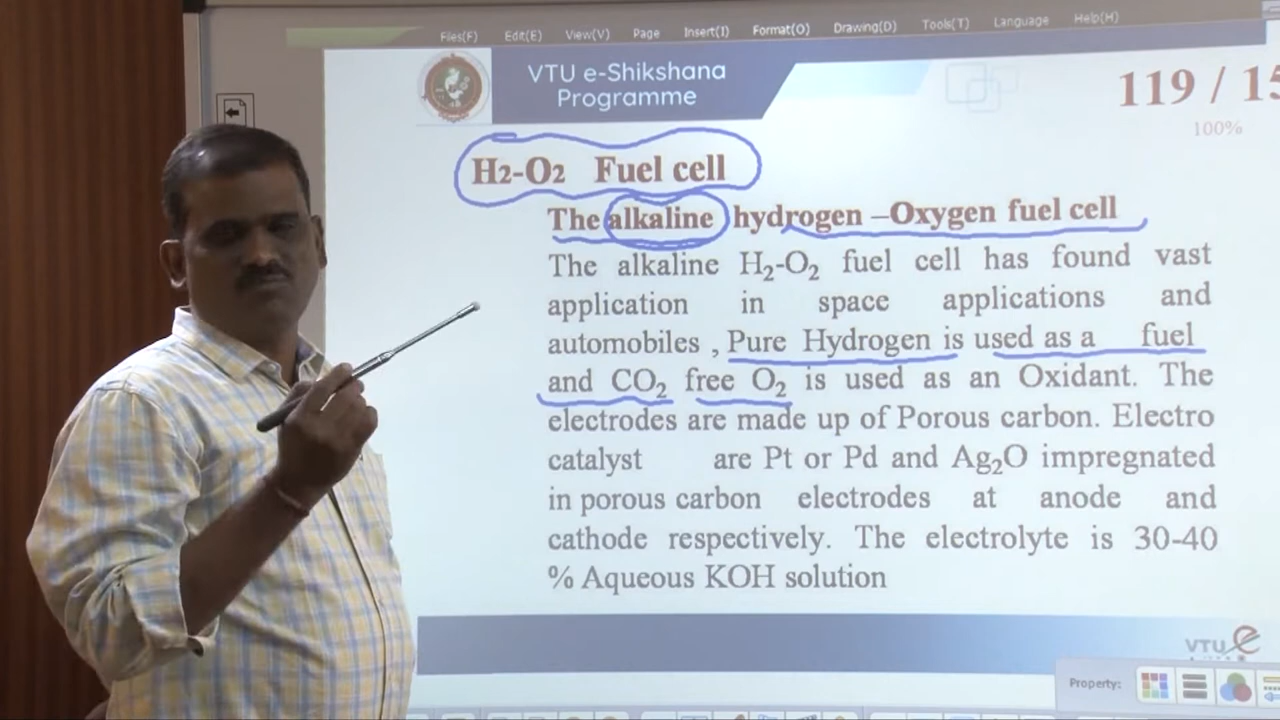 Files(F) Edit(E) View(V) Page Insert(I) Format(O) Drawing(D) Tools(T) Language Help(H)
VTU e-Shikshana
Programme
119 / 15
100%
H2-O2 Fuel cell
The alkaline hydrogen –Oxygen fuel cell
The alkaline H₂-O₂ fuel cell has found vast
application in space applications and
automobiles , Pure Hydrogen is used as a fuel
and CO₂ free O₂ is used as an Oxidant. The
electrodes are made up of Porous carbon. Electro
catalyst are Pt or Pd and Ag₂O impregnated
in porous carbon electrodes at anode and
cathode respectively. The electrolyte is 30-40
% Aqueous KOH solution
VTU e
Property: